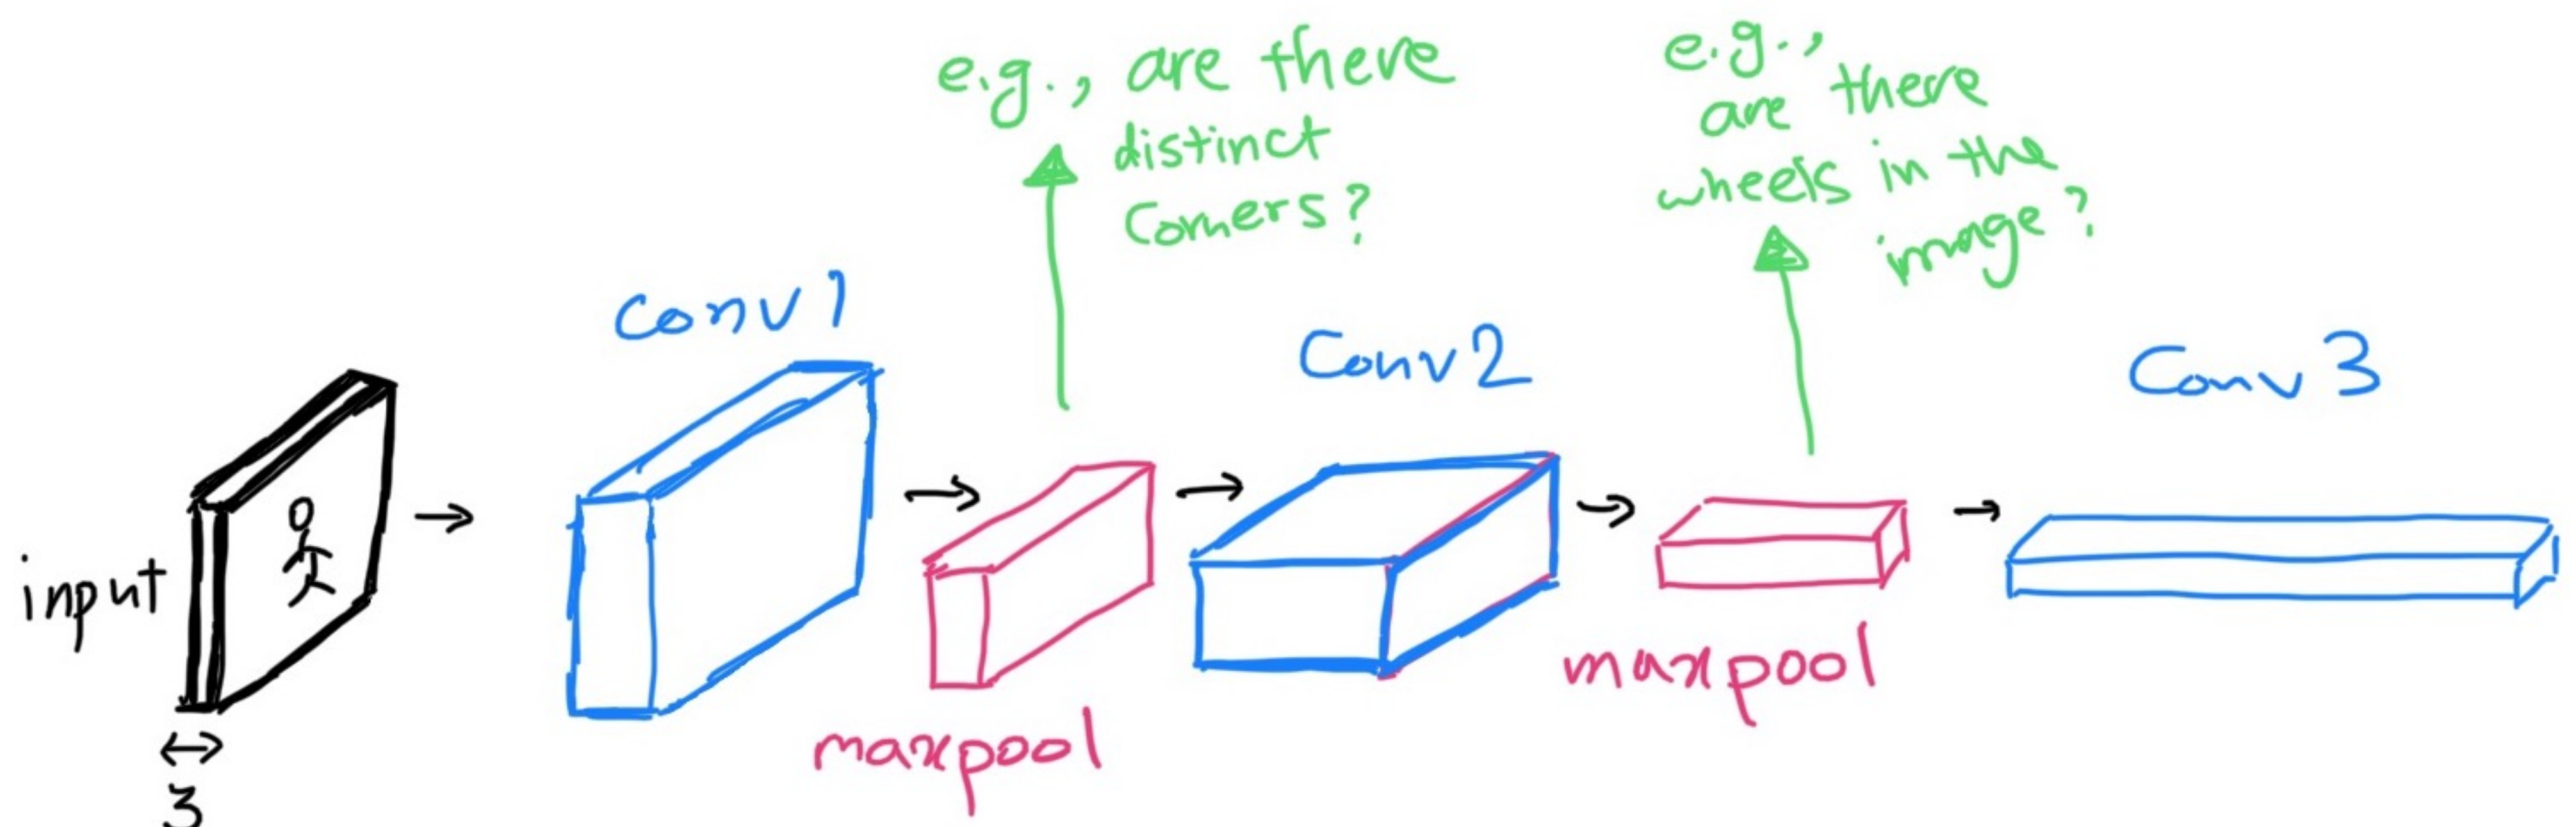 e.g., are there
distinct
corners?
e.g.,
are there
wheels in the
image?
Conv1
Conv2
Conv3
input
maxpool
maxpool
3